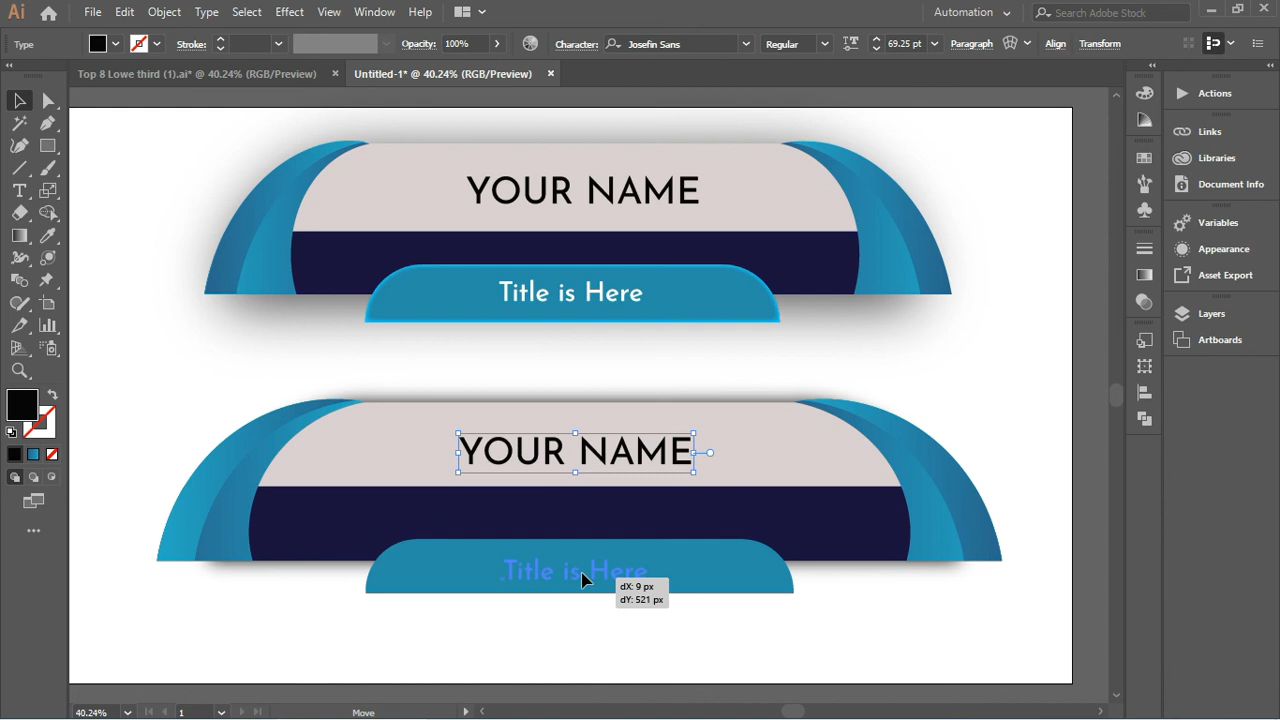 Ai File Edit Object Type Select Effect View Window Help Automation Search Adobe Stock
Type Stroke: Opacity: 100% Character: Josefin Sans Regular 69.25 pt Paragraph Align Transform
Top 8 Lowe third (1).ai* @ 40.24% (RGB/Preview) × Untitled-1* @ 40.24% (RGB/Preview) ×
Actions
Links
Libraries
Document Info
Variables
Appearance
Asset Export
Layers
Artboards
YOUR NAME
Title is Here
YOUR NAME
Title is Here
dX: 9 px
dY: 521 px
40.24% 1 Move